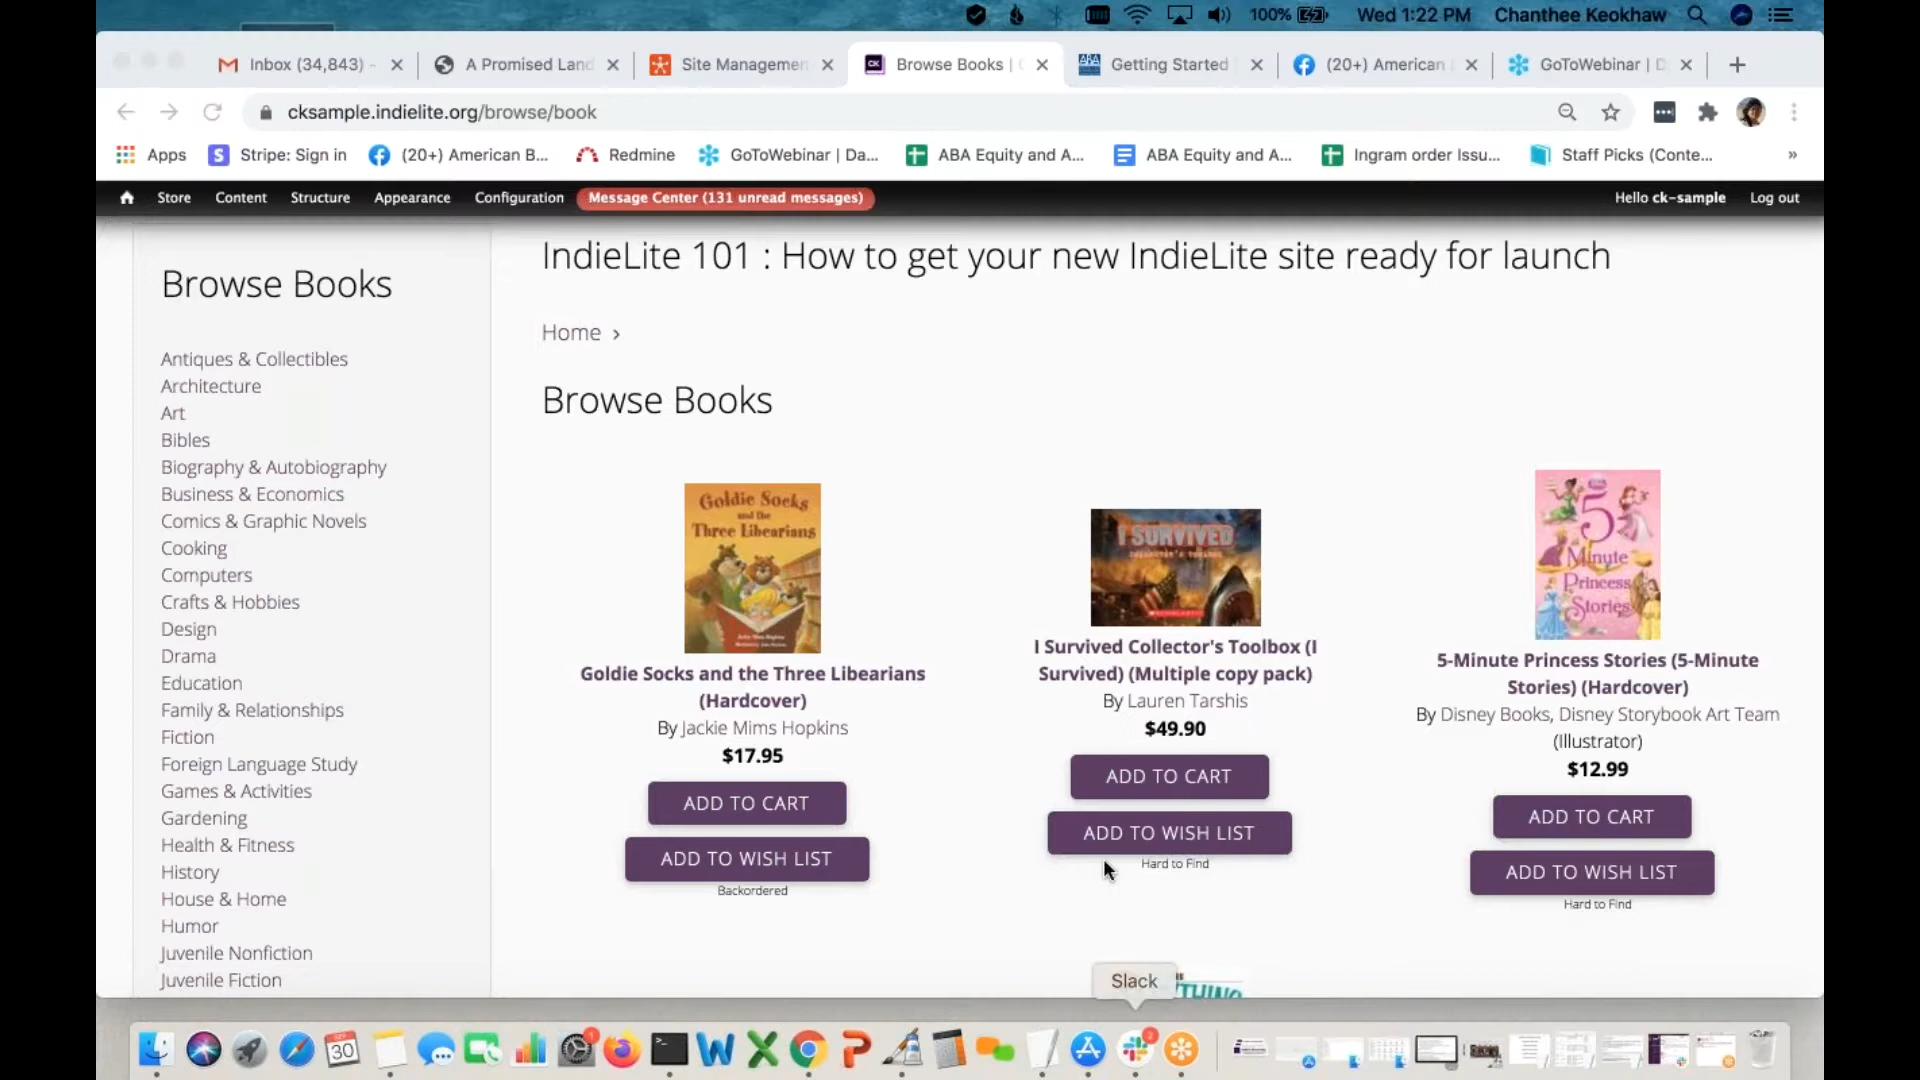 100% Wed 1:22 PM Chanthee Keokhaw
Inbox (34,843) -
A Promised Land
Site Managemen
Browse Books |
Getting Started
(20+) American
GoToWebinar |
cksample.indielite.org/browse/book
Apps
Stripe: Sign in
(20+) American B...
Redmine
GoToWebinar | Da...
ABA Equity and A...
ABA Equity and A...
Ingram order Issu...
Staff Picks (Conte...
»
Store Content Structure Appearance Configuration Message Center (131 unread messages) Hello ck-sample Log out
Browse Books
Antiques & Collectibles
Architecture
Art
Bibles
Biography & Autobiography
Business & Economics
Comics & Graphic Novels
Cooking
Computers
Crafts & Hobbies
Design
Drama
Education
Family & Relationships
Fiction
Foreign Language Study
Games & Activities
Gardening
Health & Fitness
History
House & Home
Humor
Juvenile Nonfiction
Juvenile Fiction
IndieLite 101 : How to get your new IndieLite site ready for launch
Home ›
Browse Books
Goldie Socks
and the
Three Libearians
Goldie Socks and the Three Libearians
(Hardcover)
By Jackie Mims Hopkins
$17.95
ADD TO CART
ADD TO WISH LIST
Backordered
I SURVIVED
I Survived Collector's Toolbox (I
Survived) (Multiple copy pack)
By Lauren Tarshis
$49.90
ADD TO CART
ADD TO WISH LIST
Hard to Find
5
Minute
Princess
Stories
5-Minute Princess Stories (5-Minute
Stories) (Hardcover)
By Disney Books, Disney Storybook Art Team
(Illustrator)
$12.99
ADD TO CART
ADD TO WISH LIST
Hard to Find
Slack
30